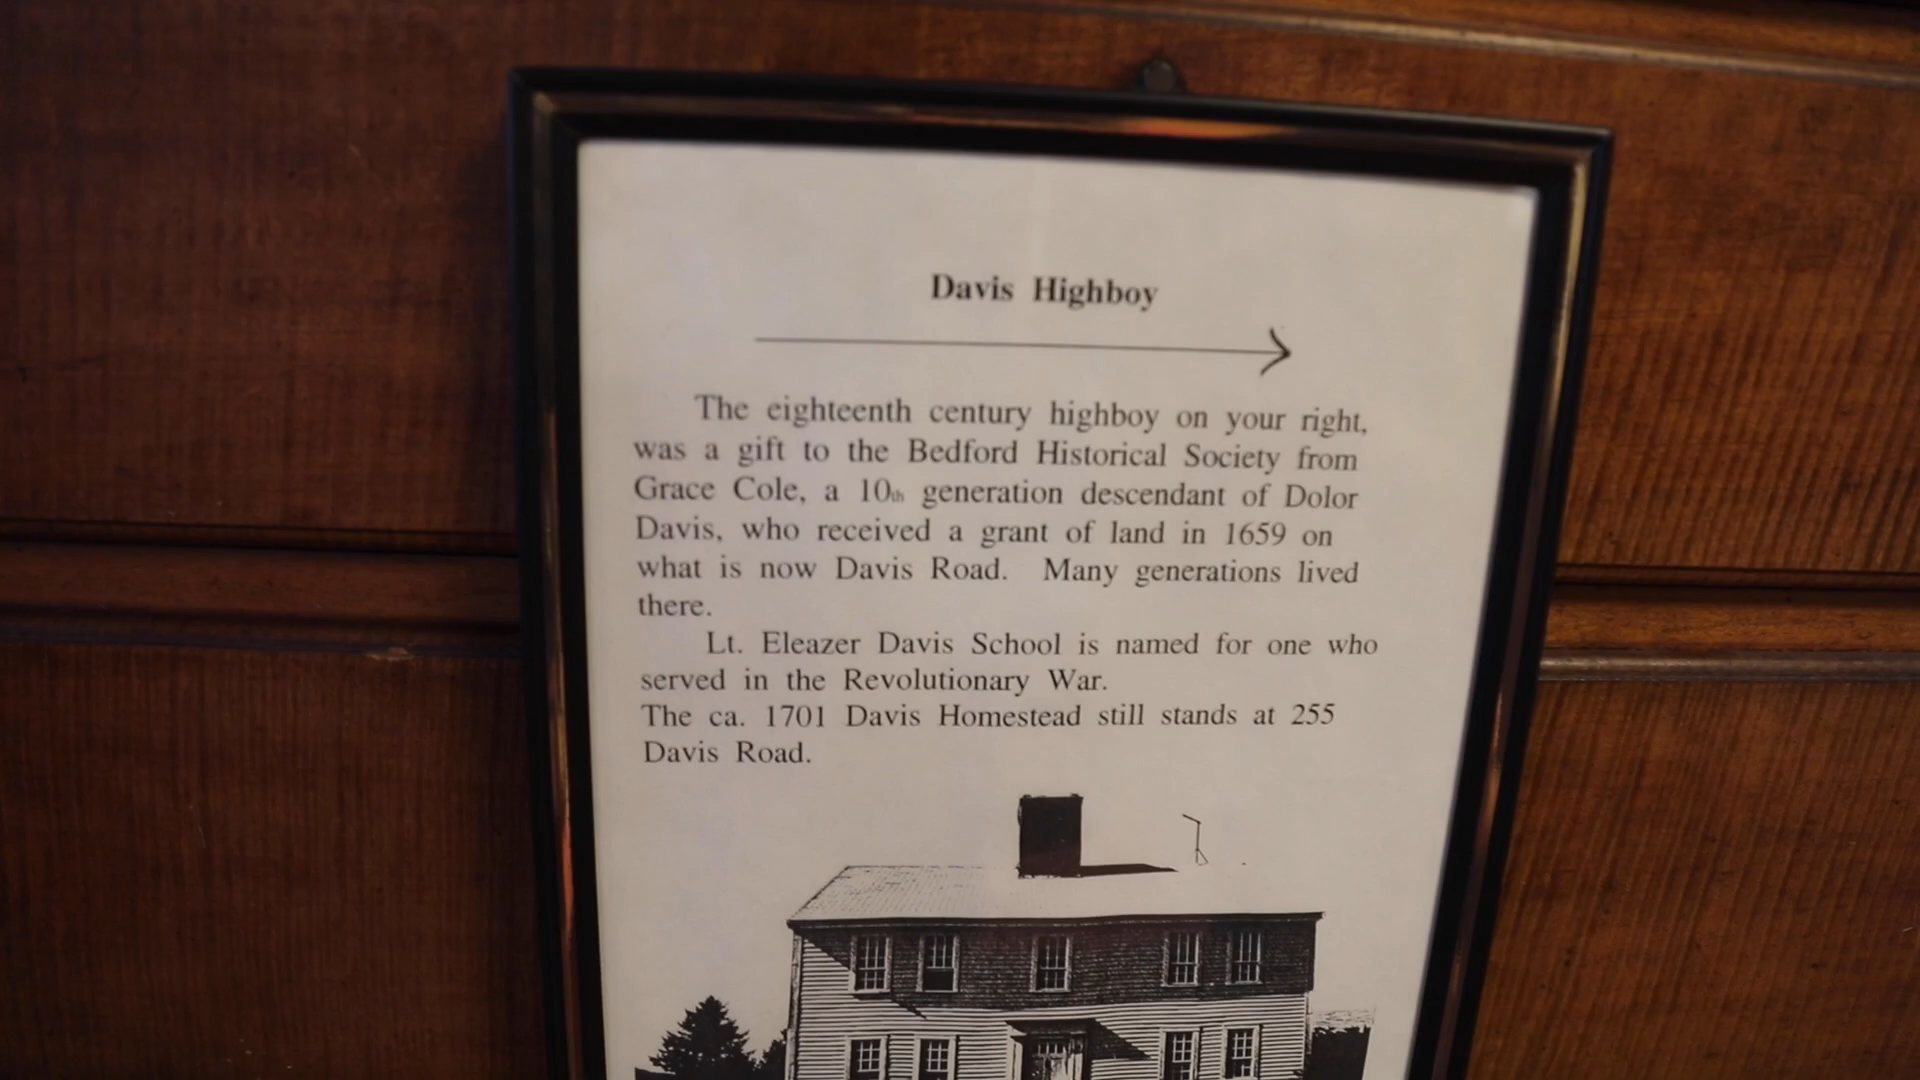 Davis Highboy
The eighteenth century highboy on your right,
was a gift to the Bedford Historical Society from
Grace Cole, a 10th generation descendant of Dolor
Davis, who received a grant of land in 1659 on
what is now Davis Road. Many generations lived
there.
Lt. Eleazer Davis School is named for one who
served in the Revolutionary War.
The ca. 1701 Davis Homestead still stands at 255
Davis Road.